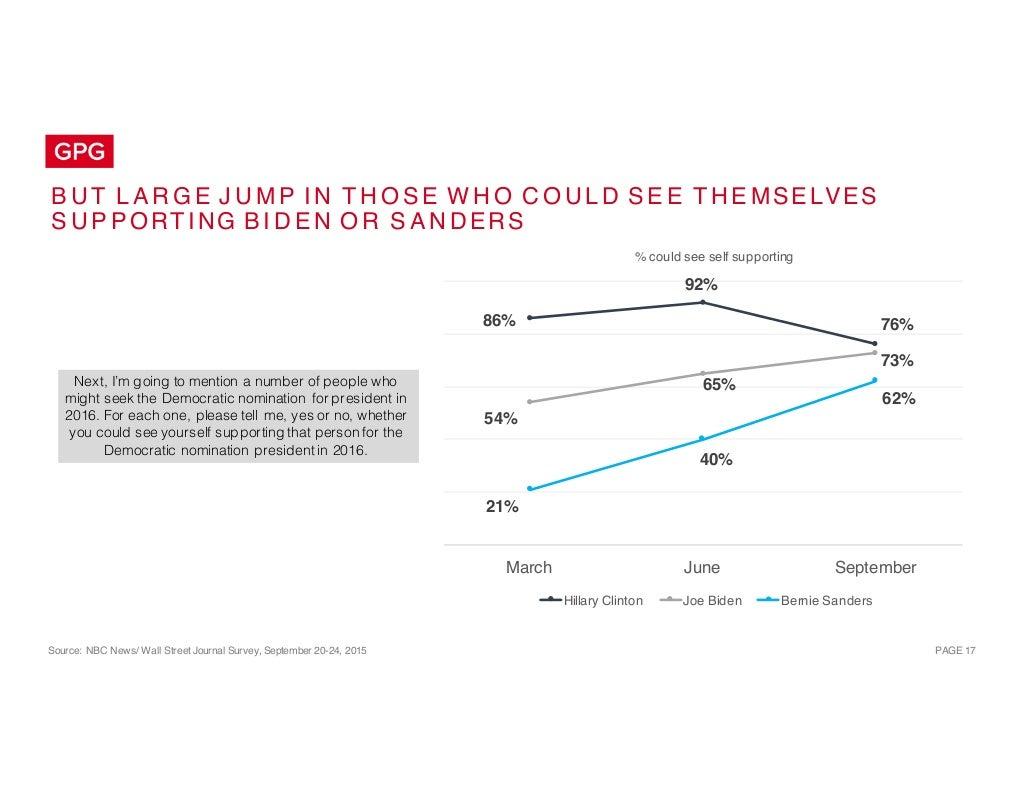 GPG
BUT LARGE JUMP IN THOSE WHO COULD SEE THEMSELVES
SUPPORTING BIDEN OR SANDERS
% could see self supporting
92%
86%
76%
73%
65%
62%
54%
40%
21%
Next, I'm going to mention a number of people who
might seek the Democratic nomination for president in
2016. For each one, please tell me, yes or no, whether
you could see yourself supporting that person for the
Democratic nomination president in 2016.
March June September
Hillary Clinton Joe Biden Bernie Sanders
Source: NBC News/ Wall Street Journal Survey, September 20-24, 2015
PAGE 17